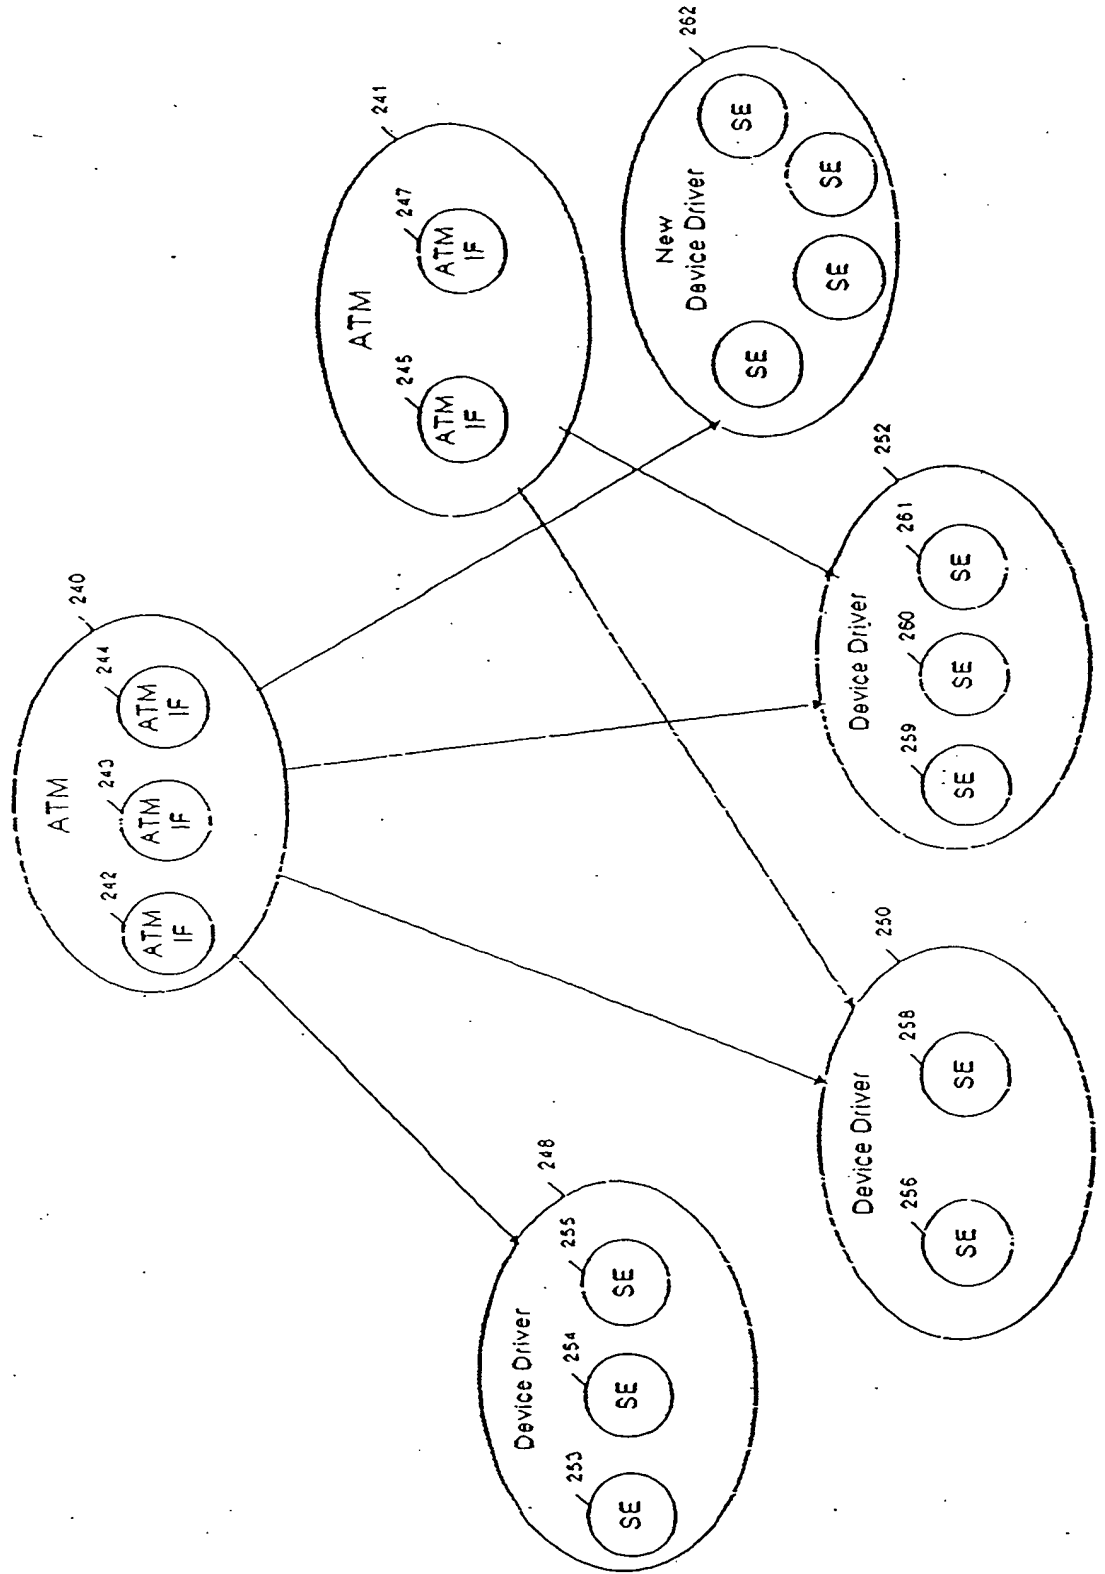 240
ATM
242
ATM
IF
243
ATM
IF
244
ATM
IF
241
ATM
245
ATM
IF
247
ATM
IF
248
Device Driver
253
SE
254
SE
255
SE
250
Device Driver
256
SE
258
SE
252
Device Driver
259
SE
260
SE
261
SE
262
New
Device Driver
SE
SE
SE
SE